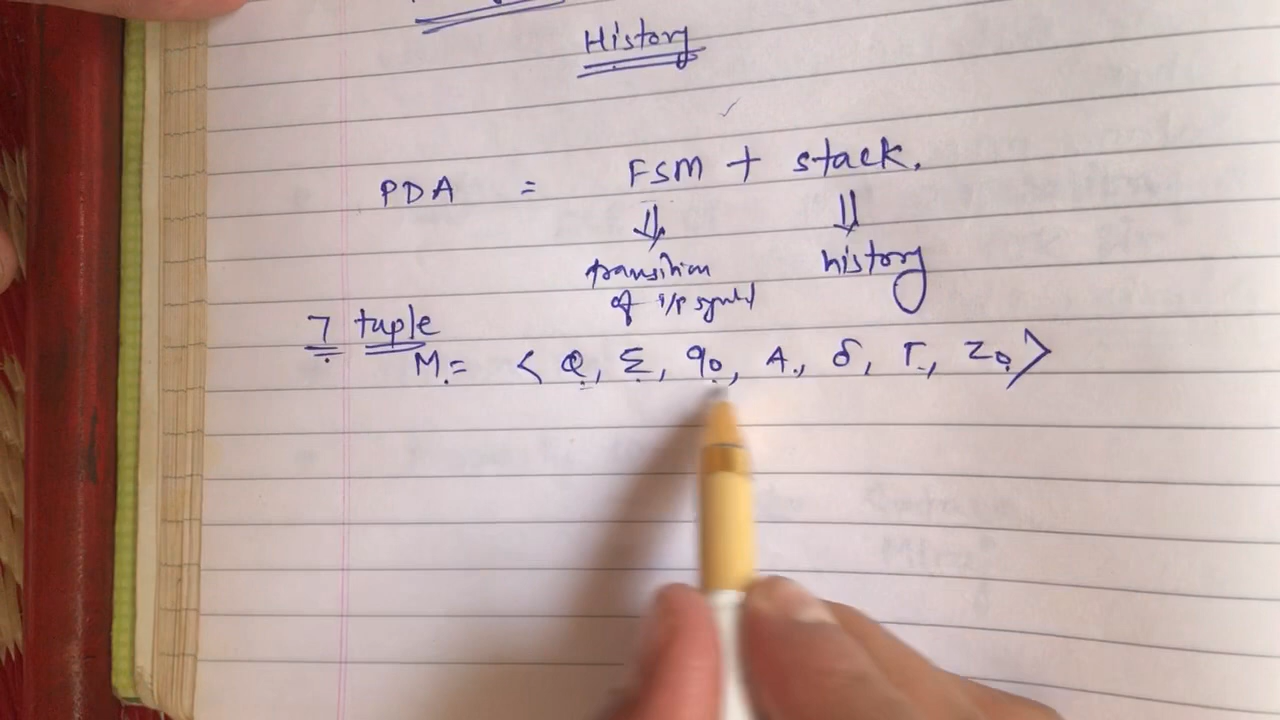 History
PDA = FSM + stack.
⇓ ⇓
transition history
of i/p symbol
7 tuple
M = < Q, Σ, q0, A, δ, Γ, Z0 >